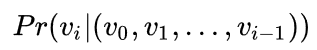 Pr(v_i|(v_0, v_1, ..., v_{i-1}))